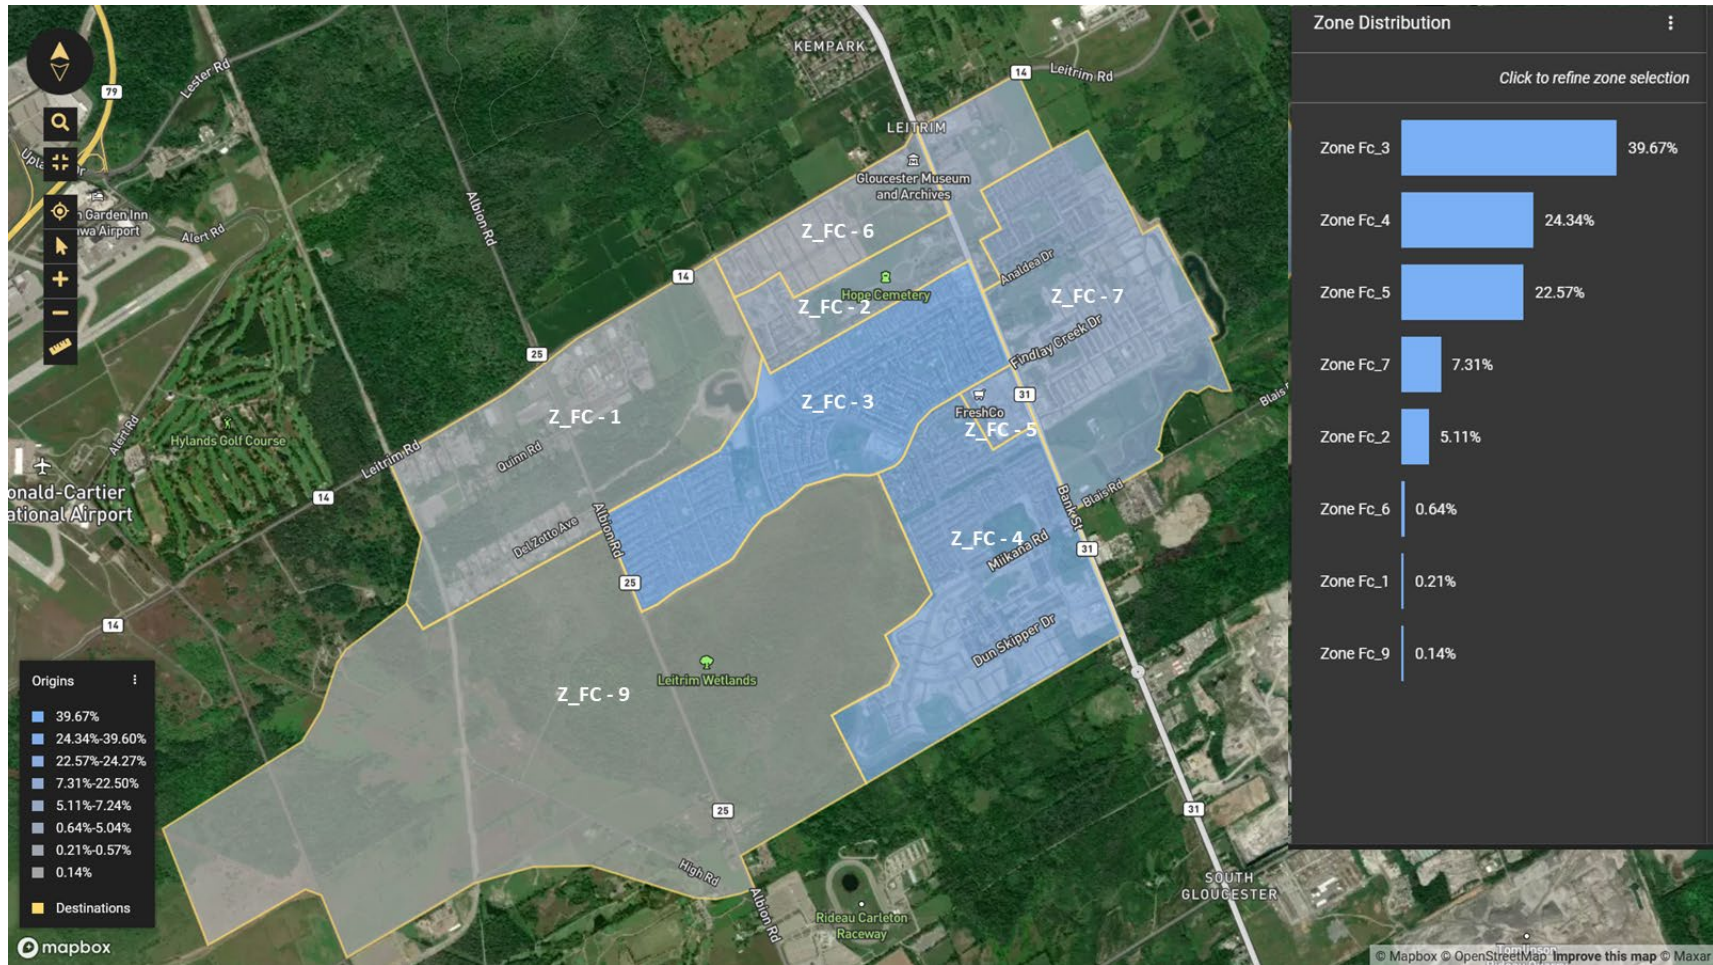 KEMPARK
14
Leitrim Rd
79
Lester Rd
LEITRIM
Gloucester Museum
and Archives
Albion Rd
n Garden Inn
wa Airport
Alert Rd
Z_FC - 6
14
Analdea Dr
Hope Cemetery
Z_FC - 2
Z_FC - 7
Findlay Creek Dr
25
31
Z_FC - 3
Z_FC - 1
FreshCo
Z_FC - 5
Alert Rd
Hylands Golf Course
Leitrim Rd
Quinn Rd
onald-Cartier
ational Airport
14
Albion Rd
Del Zotto Ave
Bank St
Blais Rd
Z_FC - 4
Miikana Rd
31
25
14
Dun Skipper Dr
Leitrim Wetlands
Z_FC - 9
25
31
High Rd
Albion Rd
SOUTH
GLOUCESTER
Rideau Carleton
Raceway
Origins
39.67%
24.34%-39.60%
22.57%-24.27%
7.31%-22.50%
5.11%-7.24%
0.64%-5.04%
0.21%-0.57%
0.14%
Destinations
mapbox
Zone Distribution
Click to refine zone selection
Zone Fc_3 39.67%
Zone Fc_4 24.34%
Zone Fc_5 22.57%
Zone Fc_7 7.31%
Zone Fc_2 5.11%
Zone Fc_6 0.64%
Zone Fc_1 0.21%
Zone Fc_9 0.14%
Tomlinson
© Mapbox © OpenStreetMap Improve this map © Maxar